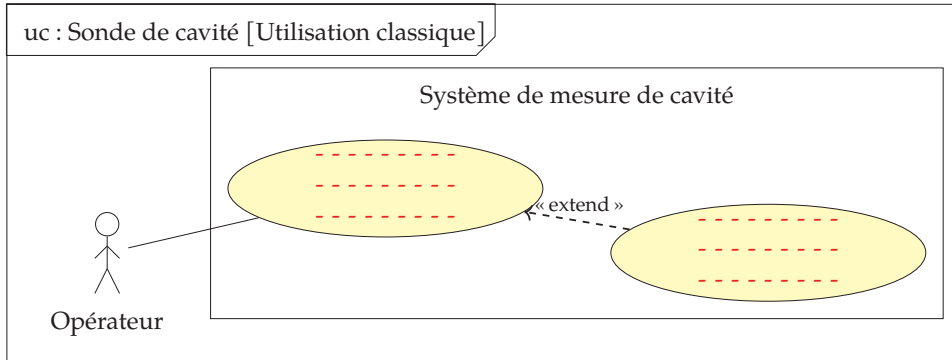 uc : Sonde de cavité [Utilisation classique]
Système de mesure de cavité
« extend »
Opérateur